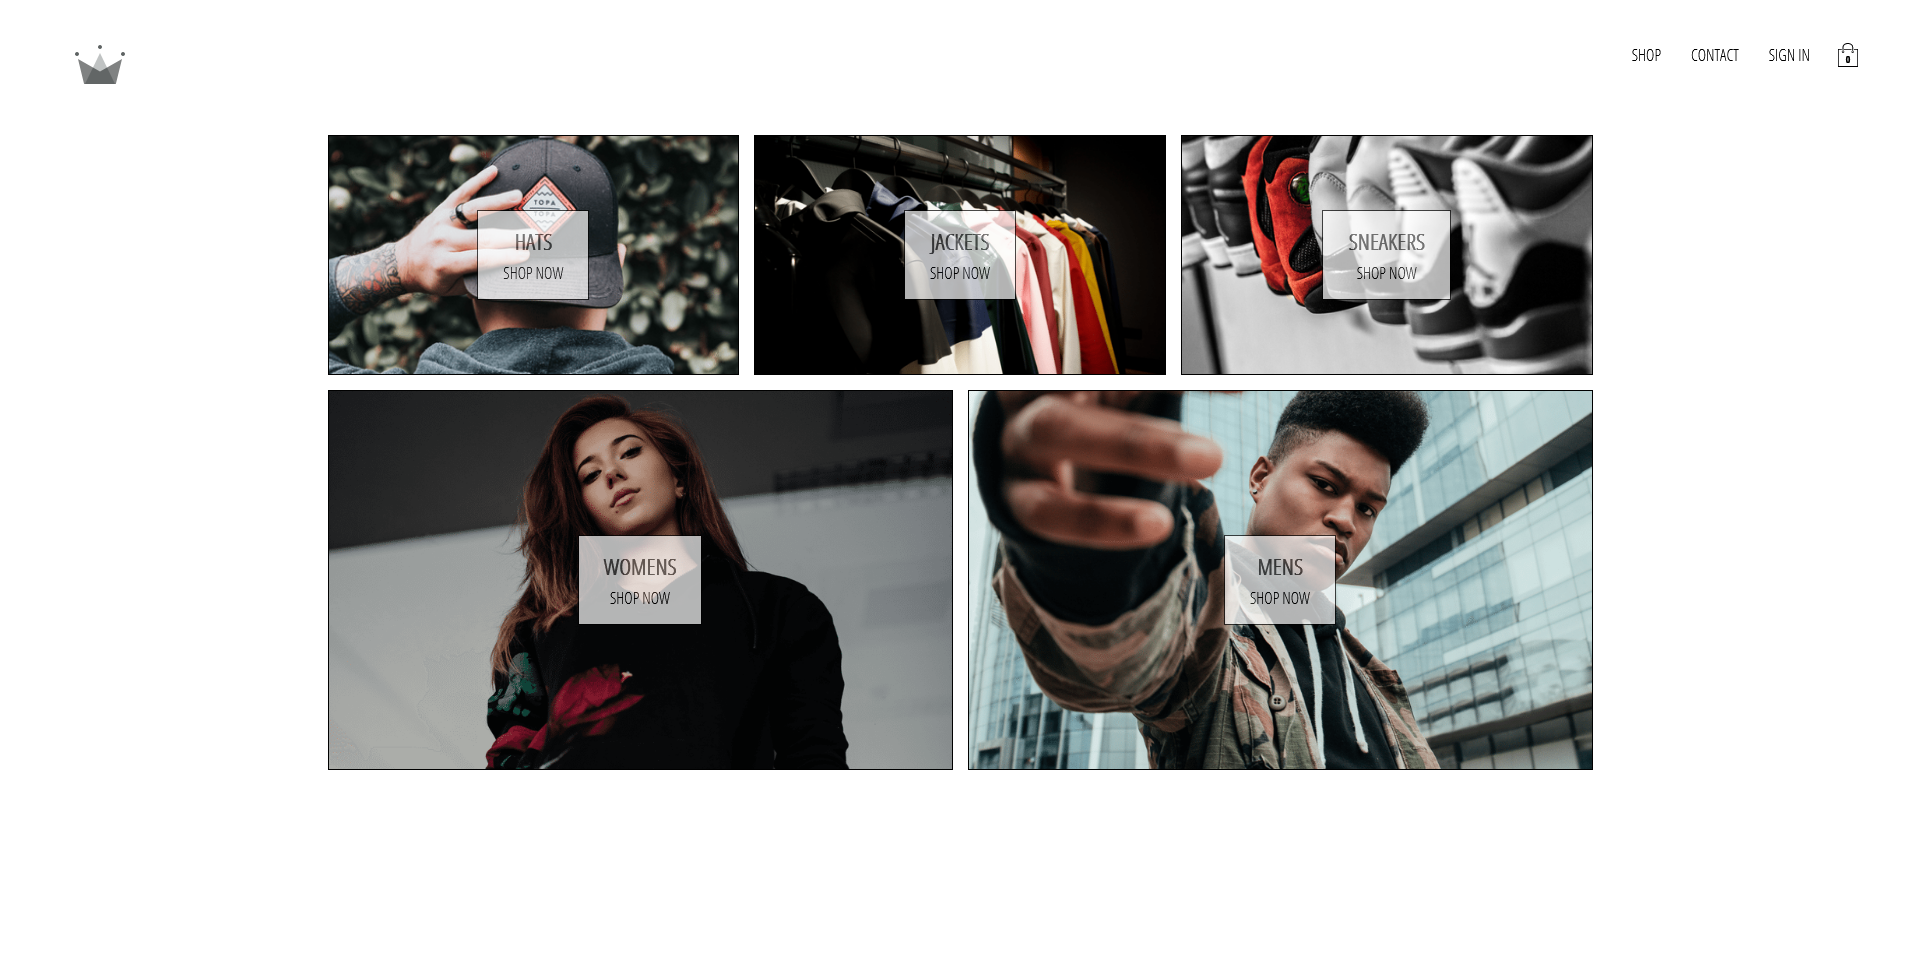 SHOP
CONTACT
SIGN IN
0
TOPA
TOPA
HATS
SHOP NOW
JACKETS
SHOP NOW
SNEAKERS
SHOP NOW
WOMENS
SHOP NOW
MENS
SHOP NOW